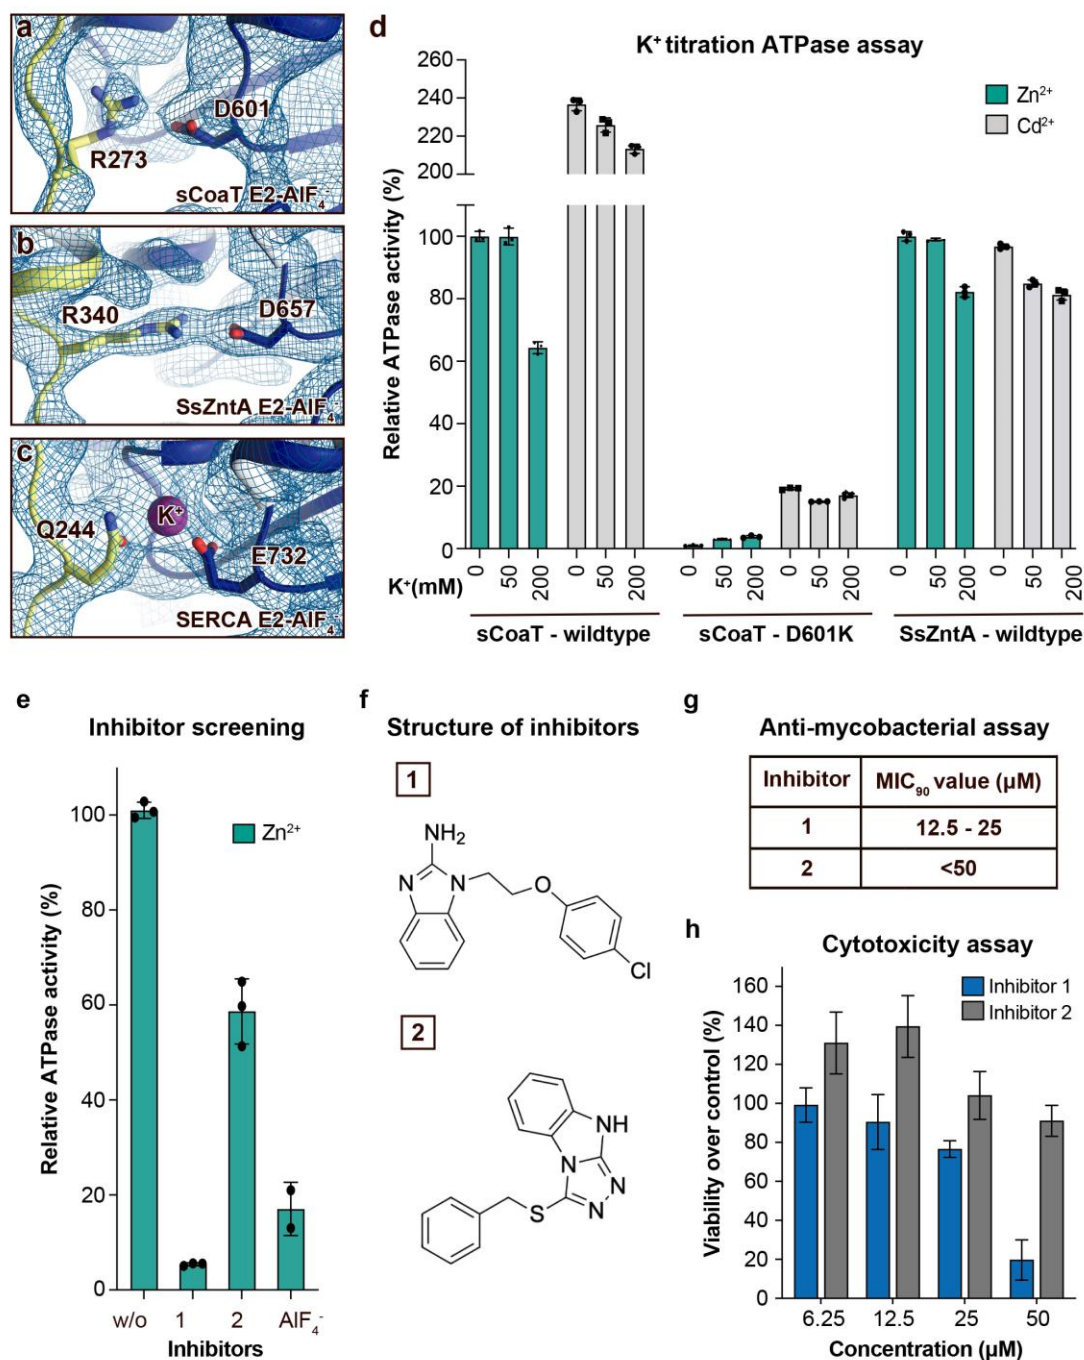 a
D601
R273
sCoaT E2-AlF₄⁻
b
R340
D657
SsZntA E2-AlF₄⁻
c
K⁺
Q244
E732
SERCA E2-AlF₄⁻
d
K⁺ titration ATPase assay
Relative ATPase activity (%)
260
240
220
200
100
80
60
40
20
0
Zn²⁺
Cd²⁺
K⁺(mM)
0 50 200 0 50 200 0 50 200 0 50 200 0 50 200 0 50 200
sCoaT - wildtype sCoaT - D601K SsZntA - wildtype
e
Inhibitor screening
Relative ATPase activity (%)
100
80
60
40
20
0
Zn²⁺
w/o 1 2 AlF₄⁻
Inhibitors
f
Structure of inhibitors
1
NH₂
N N O
Cl
2
NH
N N
S N
g
Anti-mycobacterial assay
Inhibitor MIC₉₀ value (µM)
1 12.5 - 25
2 <50
h
Cytotoxicity assay
Viability over control (%)
160
140
120
100
80
60
40
20
0
Inhibitor 1
Inhibitor 2
6.25 12.5 25 50
Concentration (µM)